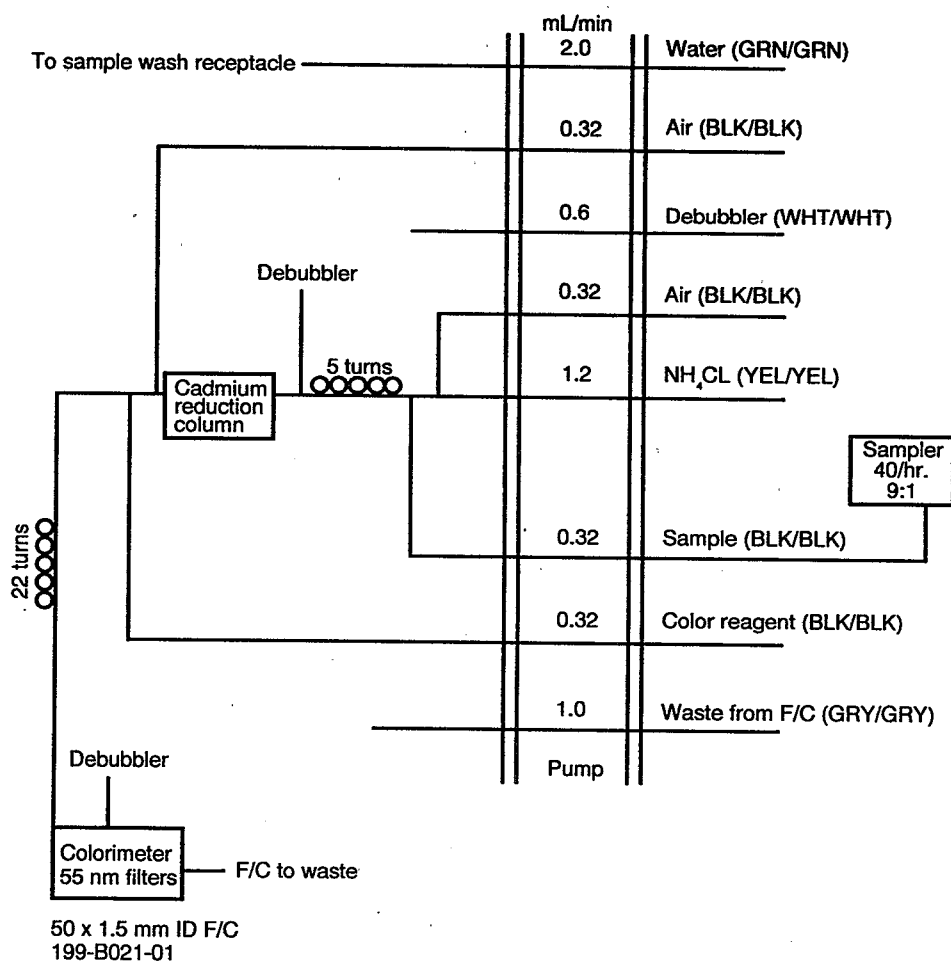 mL/min
2.0 Water (GRN/GRN)
To sample wash receptacle
0.32 Air (BLK/BLK)
0.6 Debubbler (WHT/WHT)
Debubbler
0.32 Air (BLK/BLK)
5 turns
1.2 NH₄CL (YEL/YEL)
Cadmium
reduction
column
Sampler
40/hr.
9:1
0.32 Sample (BLK/BLK)
22 turns
0.32 Color reagent (BLK/BLK)
1.0 Waste from F/C (GRY/GRY)
Pump
Debubbler
Colorimeter
55 nm filters
F/C to waste
50 x 1.5 mm ID F/C
199-B021-01